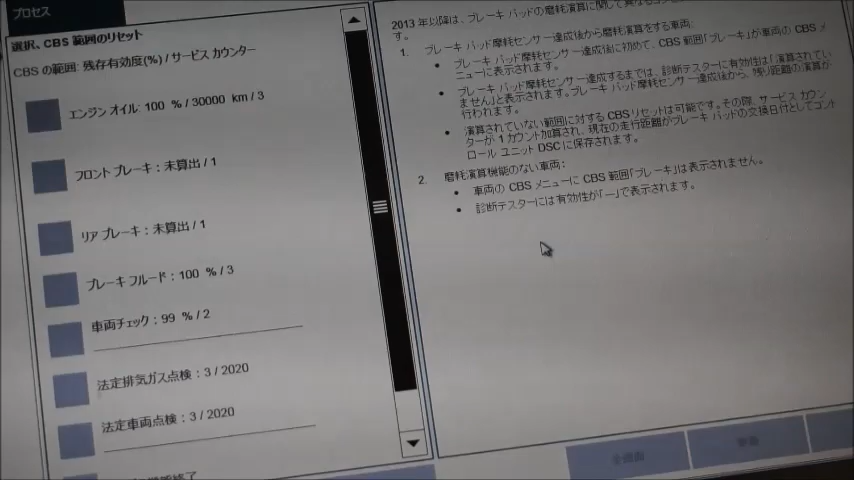 プロセス
選択、CBS 範囲のリセット
CBS の範囲: 残存有効度(%) / サービス カウンター
エンジン オイル: 100 % / 30000 km / 3
フロント ブレーキ : 未算出 / 1
リア ブレーキ : 未算出 / 1
ブレーキ フルード : 100 % / 3
車両チェック : 99 % / 2
法定排気ガス点検 : 3 / 2020
法定車両点検 : 3 / 2020
終了
2013 年以降は、ブレーキ パッドの磨耗演算に関して異なるコンセ
す。
1. ブレーキ パッド摩耗センサー達成後から磨耗演算をする車両:
• ブレーキ パッド摩耗センサー達成後に初めて、CBS 範囲「ブレーキ」が車両の CBS メ
ニューに表示されます。
• ブレーキ パッド摩耗センサー達成するまでは、診断テスターに有効性は「演算されてい
ません」と表示されます。ブレーキ パッド摩耗センサー達成後から、残り距離の演算が
行われます。
• 演算されていない範囲に対する CBS リセットは可能です。その際、サービス カウン
ターが 1 カウント加算され、現在の走行距離がブレーキ パッドの交換日付としてコント
ロール ユニット DSC に保存されます。
2. 磨耗演算機能のない車両:
• 車両の CBS メニューに CBS 範囲「ブレーキ」は表示されません。
• 診断テスターには有効性が「—」で表示されます。
全画面